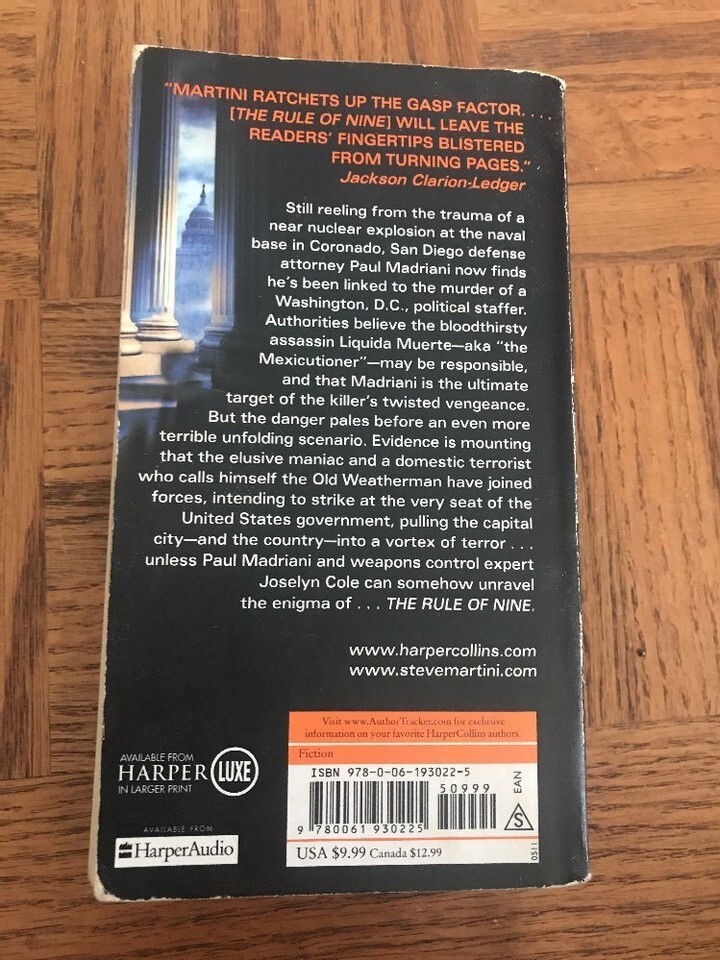 “MARTINI RATCHETS UP THE GASP FACTOR. . . .
[THE RULE OF NINE] WILL LEAVE THE
READERS’ FINGERTIPS BLISTERED
FROM TURNING PAGES.”
Jackson Clarion-Ledger
Still reeling from the trauma of a
near nuclear explosion at the naval
base in Coronado, San Diego defense
attorney Paul Madriani now finds
he’s been linked to the murder of a
Washington, D.C., political staffer.
Authorities believe the bloodthirsty
assassin Liquida Muerte—aka “the
Mexicutioner”—may be responsible,
and that Madriani is the ultimate
target of the killer’s twisted vengeance.
But the danger pales before an even more
terrible unfolding scenario. Evidence is mounting
that the elusive maniac and a domestic terrorist
who calls himself the Old Weatherman have joined
forces, intending to strike at the very seat of the
United States government, pulling the capital
city—and the country—into a vortex of terror . . .
unless Paul Madriani and weapons control expert
Joselyn Cole can somehow unravel
the enigma of . . . THE RULE OF NINE.
www.harpercollins.com
www.stevemartini.com
Visit www.AuthorTracker.com for exclusive
information on your favorite HarperCollins authors.
Fiction
ISBN 978-0-06-193022-5
50999
EAN
S
9 780061 930225
USA $9.99 Canada $12.99
0511
AVAILABLE FROM
HARPER LUXE
IN LARGER PRINT
AVAILABLE FROM
HarperAudio